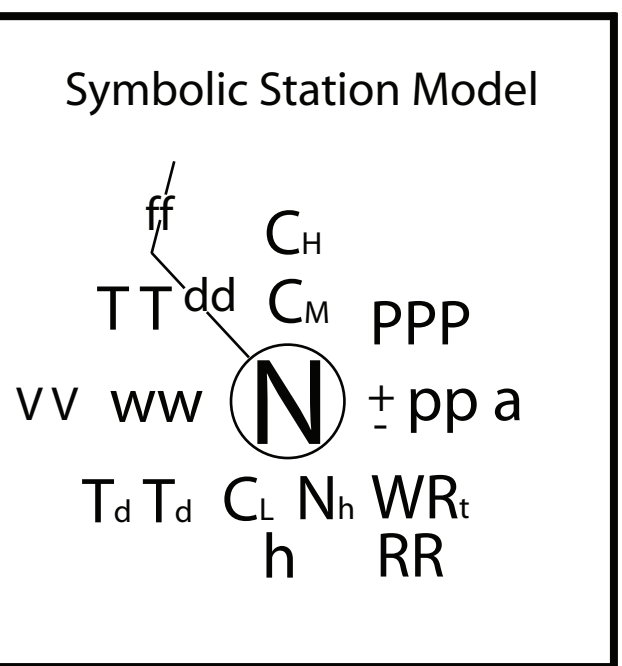 Symbolic Station Model
ff
CH
TT dd CM PPP
VV ww N ± pp a
Td Td CL Nh WRt
h RR